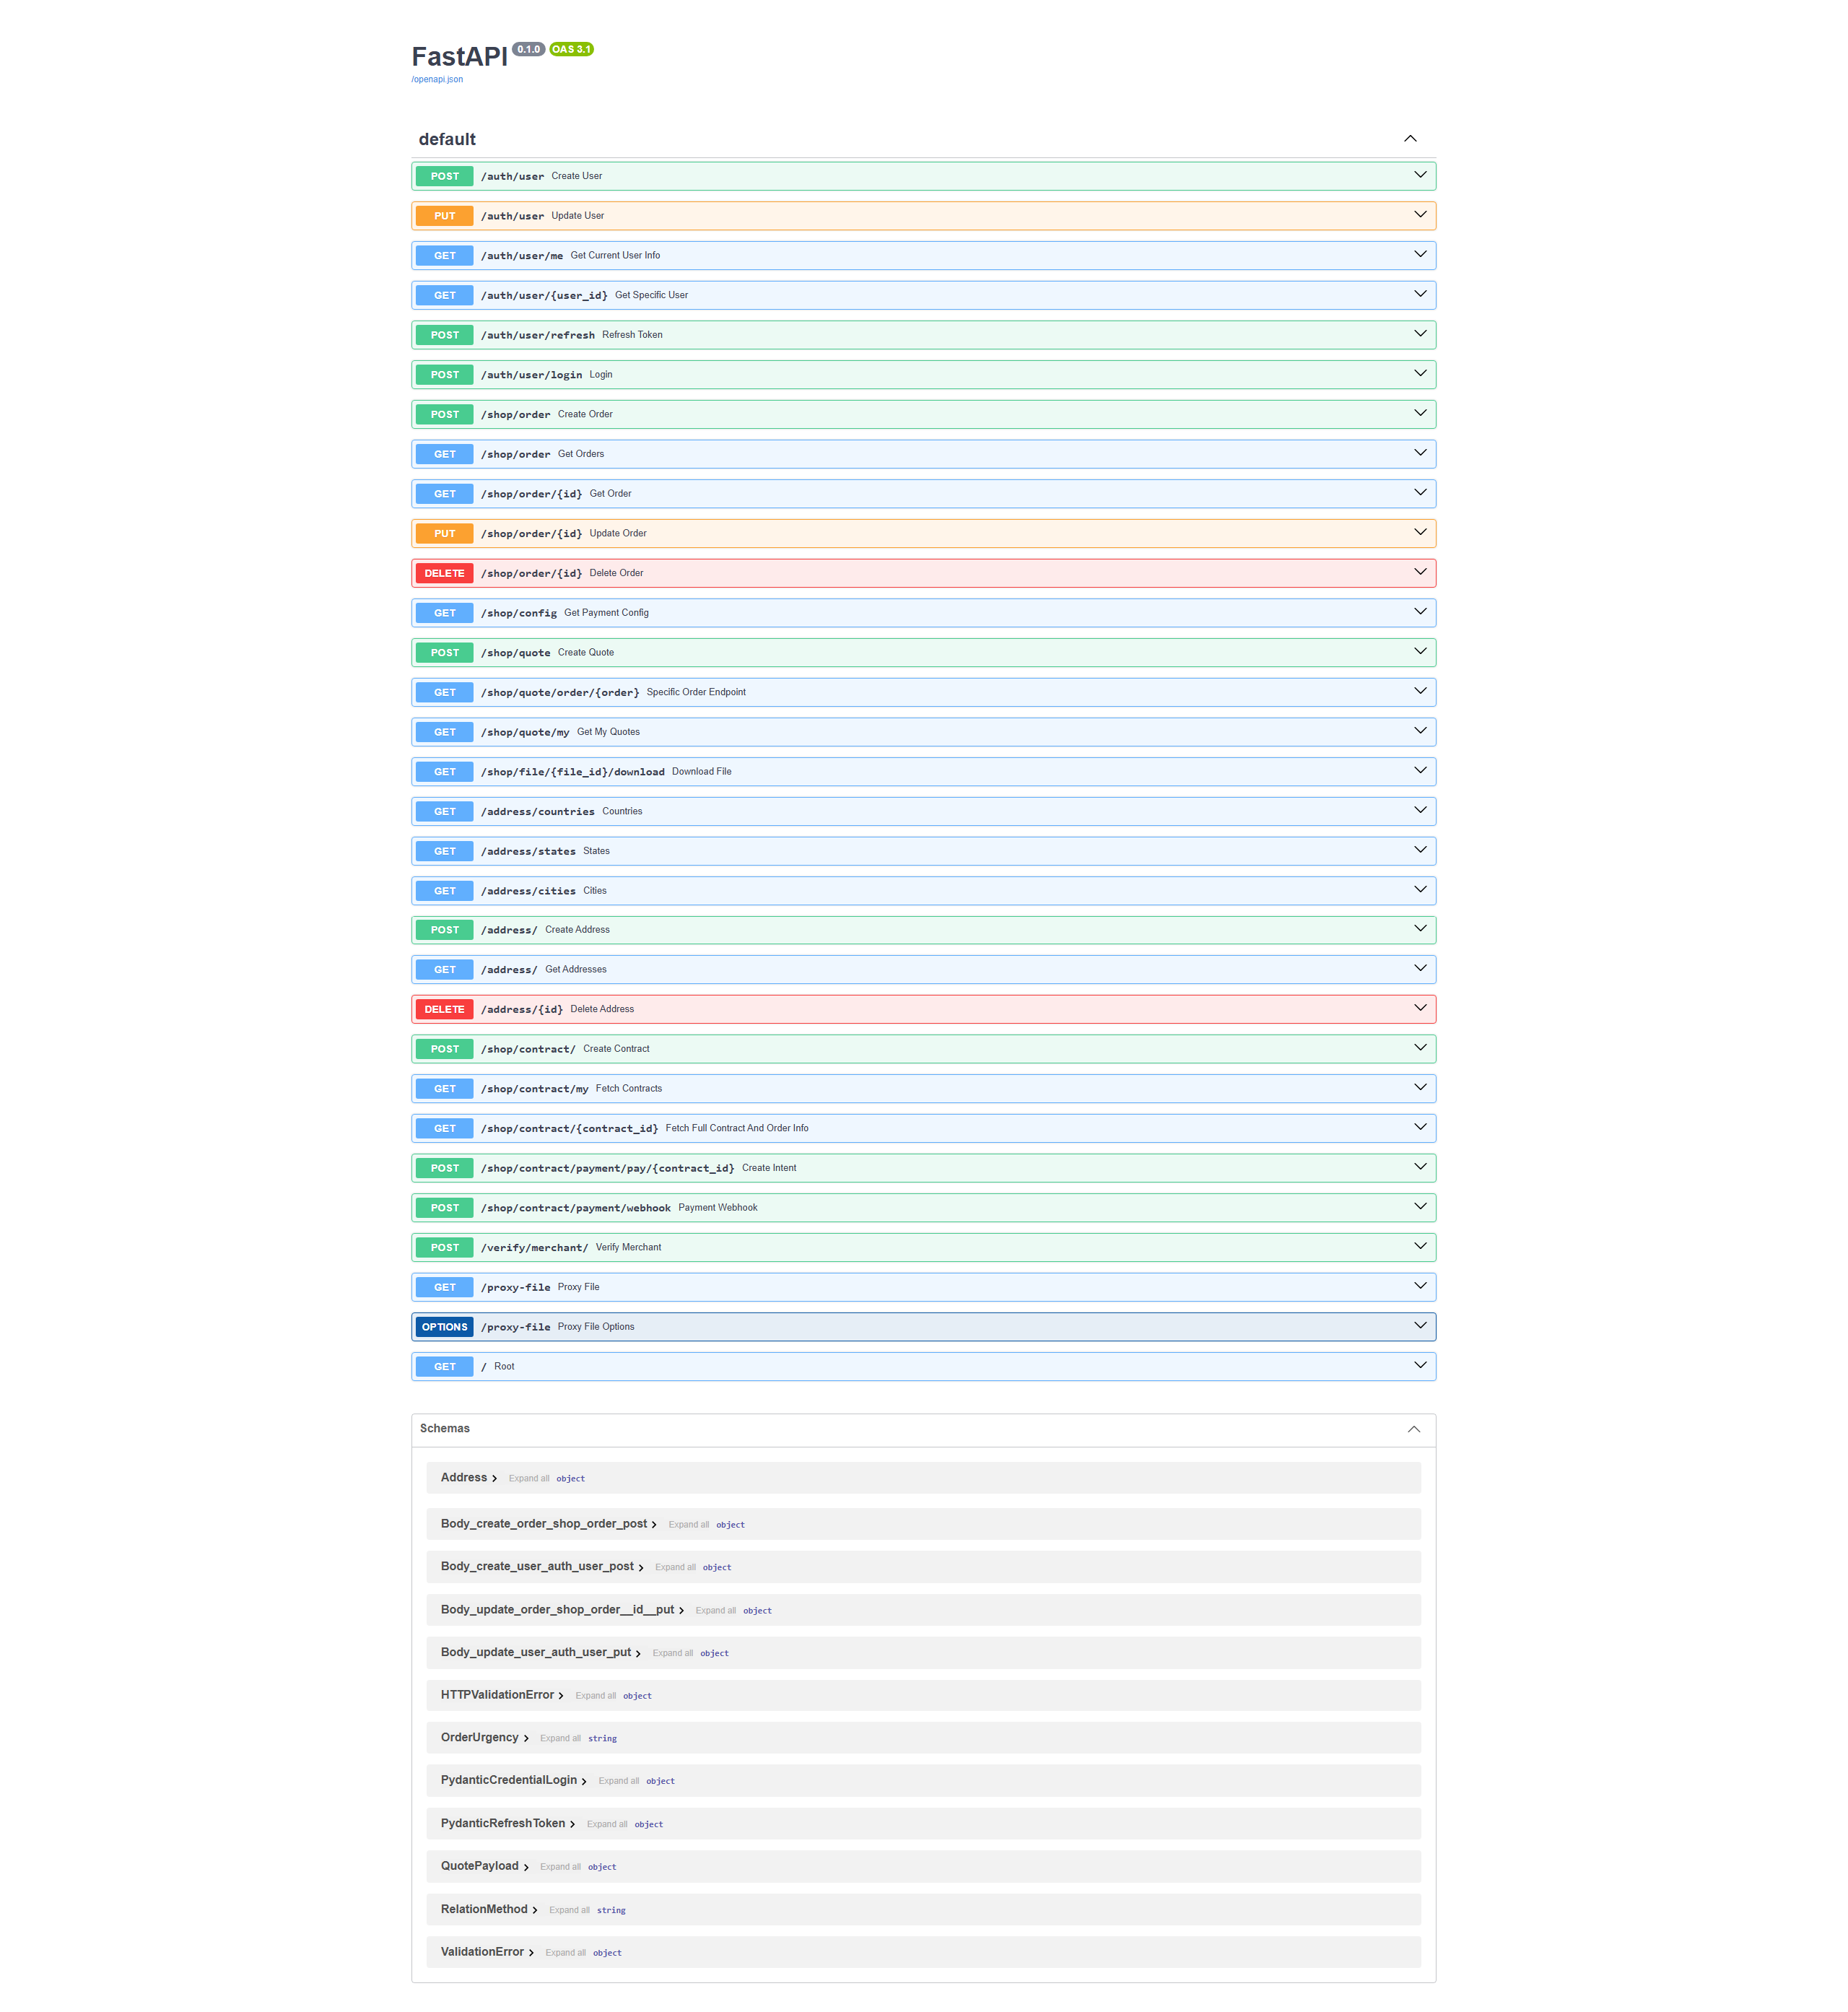 FastAPI 0.1.0 OAS 3.1
/openapi.json
default
POST /auth/user Create User
PUT /auth/user Update User
GET /auth/user/me Get Current User Info
GET /auth/user/{user_id} Get Specific User
POST /auth/user/refresh Refresh Token
POST /auth/user/login Login
POST /shop/order Create Order
GET /shop/order Get Orders
GET /shop/order/{id} Get Order
PUT /shop/order/{id} Update Order
DELETE /shop/order/{id} Delete Order
GET /shop/config Get Payment Config
POST /shop/quote Create Quote
GET /shop/quote/order/{order} Specific Order Endpoint
GET /shop/quote/my Get My Quotes
GET /shop/file/{file_id}/download Download File
GET /address/countries Countries
GET /address/states States
GET /address/cities Cities
POST /address/ Create Address
GET /address/ Get Addresses
DELETE /address/{id} Delete Address
POST /shop/contract/ Create Contract
GET /shop/contract/my Fetch Contracts
GET /shop/contract/{contract_id} Fetch Full Contract And Order Info
POST /shop/contract/payment/pay/{contract_id} Create Intent
POST /shop/contract/payment/webhook Payment Webhook
POST /verify/merchant/ Verify Merchant
GET /proxy-file Proxy File
OPTIONS /proxy-file Proxy File Options
GET / Root
Schemas
Address Expand all object
Body_create_order_shop_order_post Expand all object
Body_create_user_auth_user_post Expand all object
Body_update_order_shop_order__id__put Expand all object
Body_update_user_auth_user_put Expand all object
HTTPValidationError Expand all object
OrderUrgency Expand all string
PydanticCredentialLogin Expand all object
PydanticRefreshToken Expand all object
QuotePayload Expand all object
RelationMethod Expand all string
ValidationError Expand all object